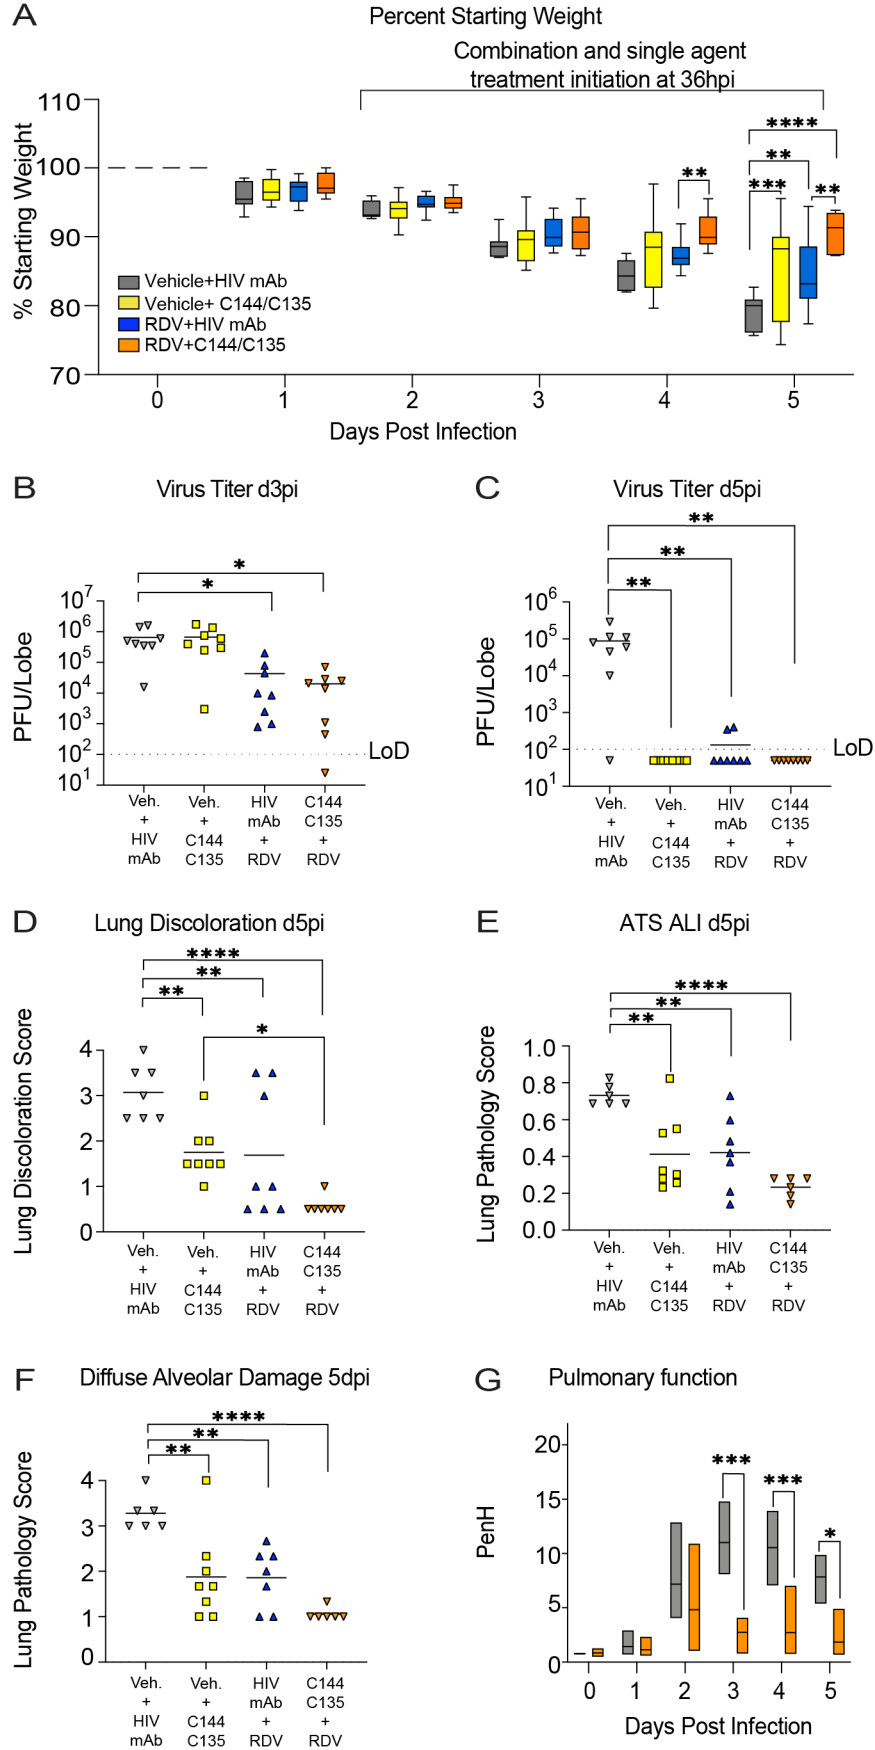 A
Percent Starting Weight
Combination and single agent
treatment initiation at 36hpi
% Starting Weight
110
100
90
80
70
****
**
***
**
**
Vehicle+HIV mAb
Vehicle+ C144/C135
RDV+HIV mAb
RDV+C144/C135
0 1 2 3 4 5
Days Post Infection
B
Virus Titer d3pi
*
*
PFU/Lobe
10^7
10^6
10^5
10^4
10^3
10^2
10^1
LoD
Veh. Veh. HIV C144
+ + mAb C135
HIV C144 + +
mAb C135 RDV RDV
C
Virus Titer d5pi
**
**
**
PFU/Lobe
10^6
10^5
10^4
10^3
10^2
10^1
LoD
Veh. Veh. HIV C144
+ + mAb C135
HIV C144 + +
mAb C135 RDV RDV
D
Lung Discoloration d5pi
****
**
**
*
Lung Discoloration Score
4
3
2
1
0
Veh. Veh. HIV C144
+ + mAb C135
HIV C144 + +
mAb C135 RDV RDV
E
ATS ALI d5pi
****
**
**
Lung Pathology Score
1.0
0.8
0.6
0.4
0.2
0.0
Veh. Veh. HIV C144
+ + mAb C135
HIV C144 + +
mAb C135 RDV RDV
F
Diffuse Alveolar Damage 5dpi
****
**
**
Lung Pathology Score
4
3
2
1
0
Veh. Veh. HIV C144
+ + mAb C135
HIV C144 + +
mAb C135 RDV RDV
G
Pulmonary function
***
***
*
PenH
20
15
10
5
0
0 1 2 3 4 5
Days Post Infection